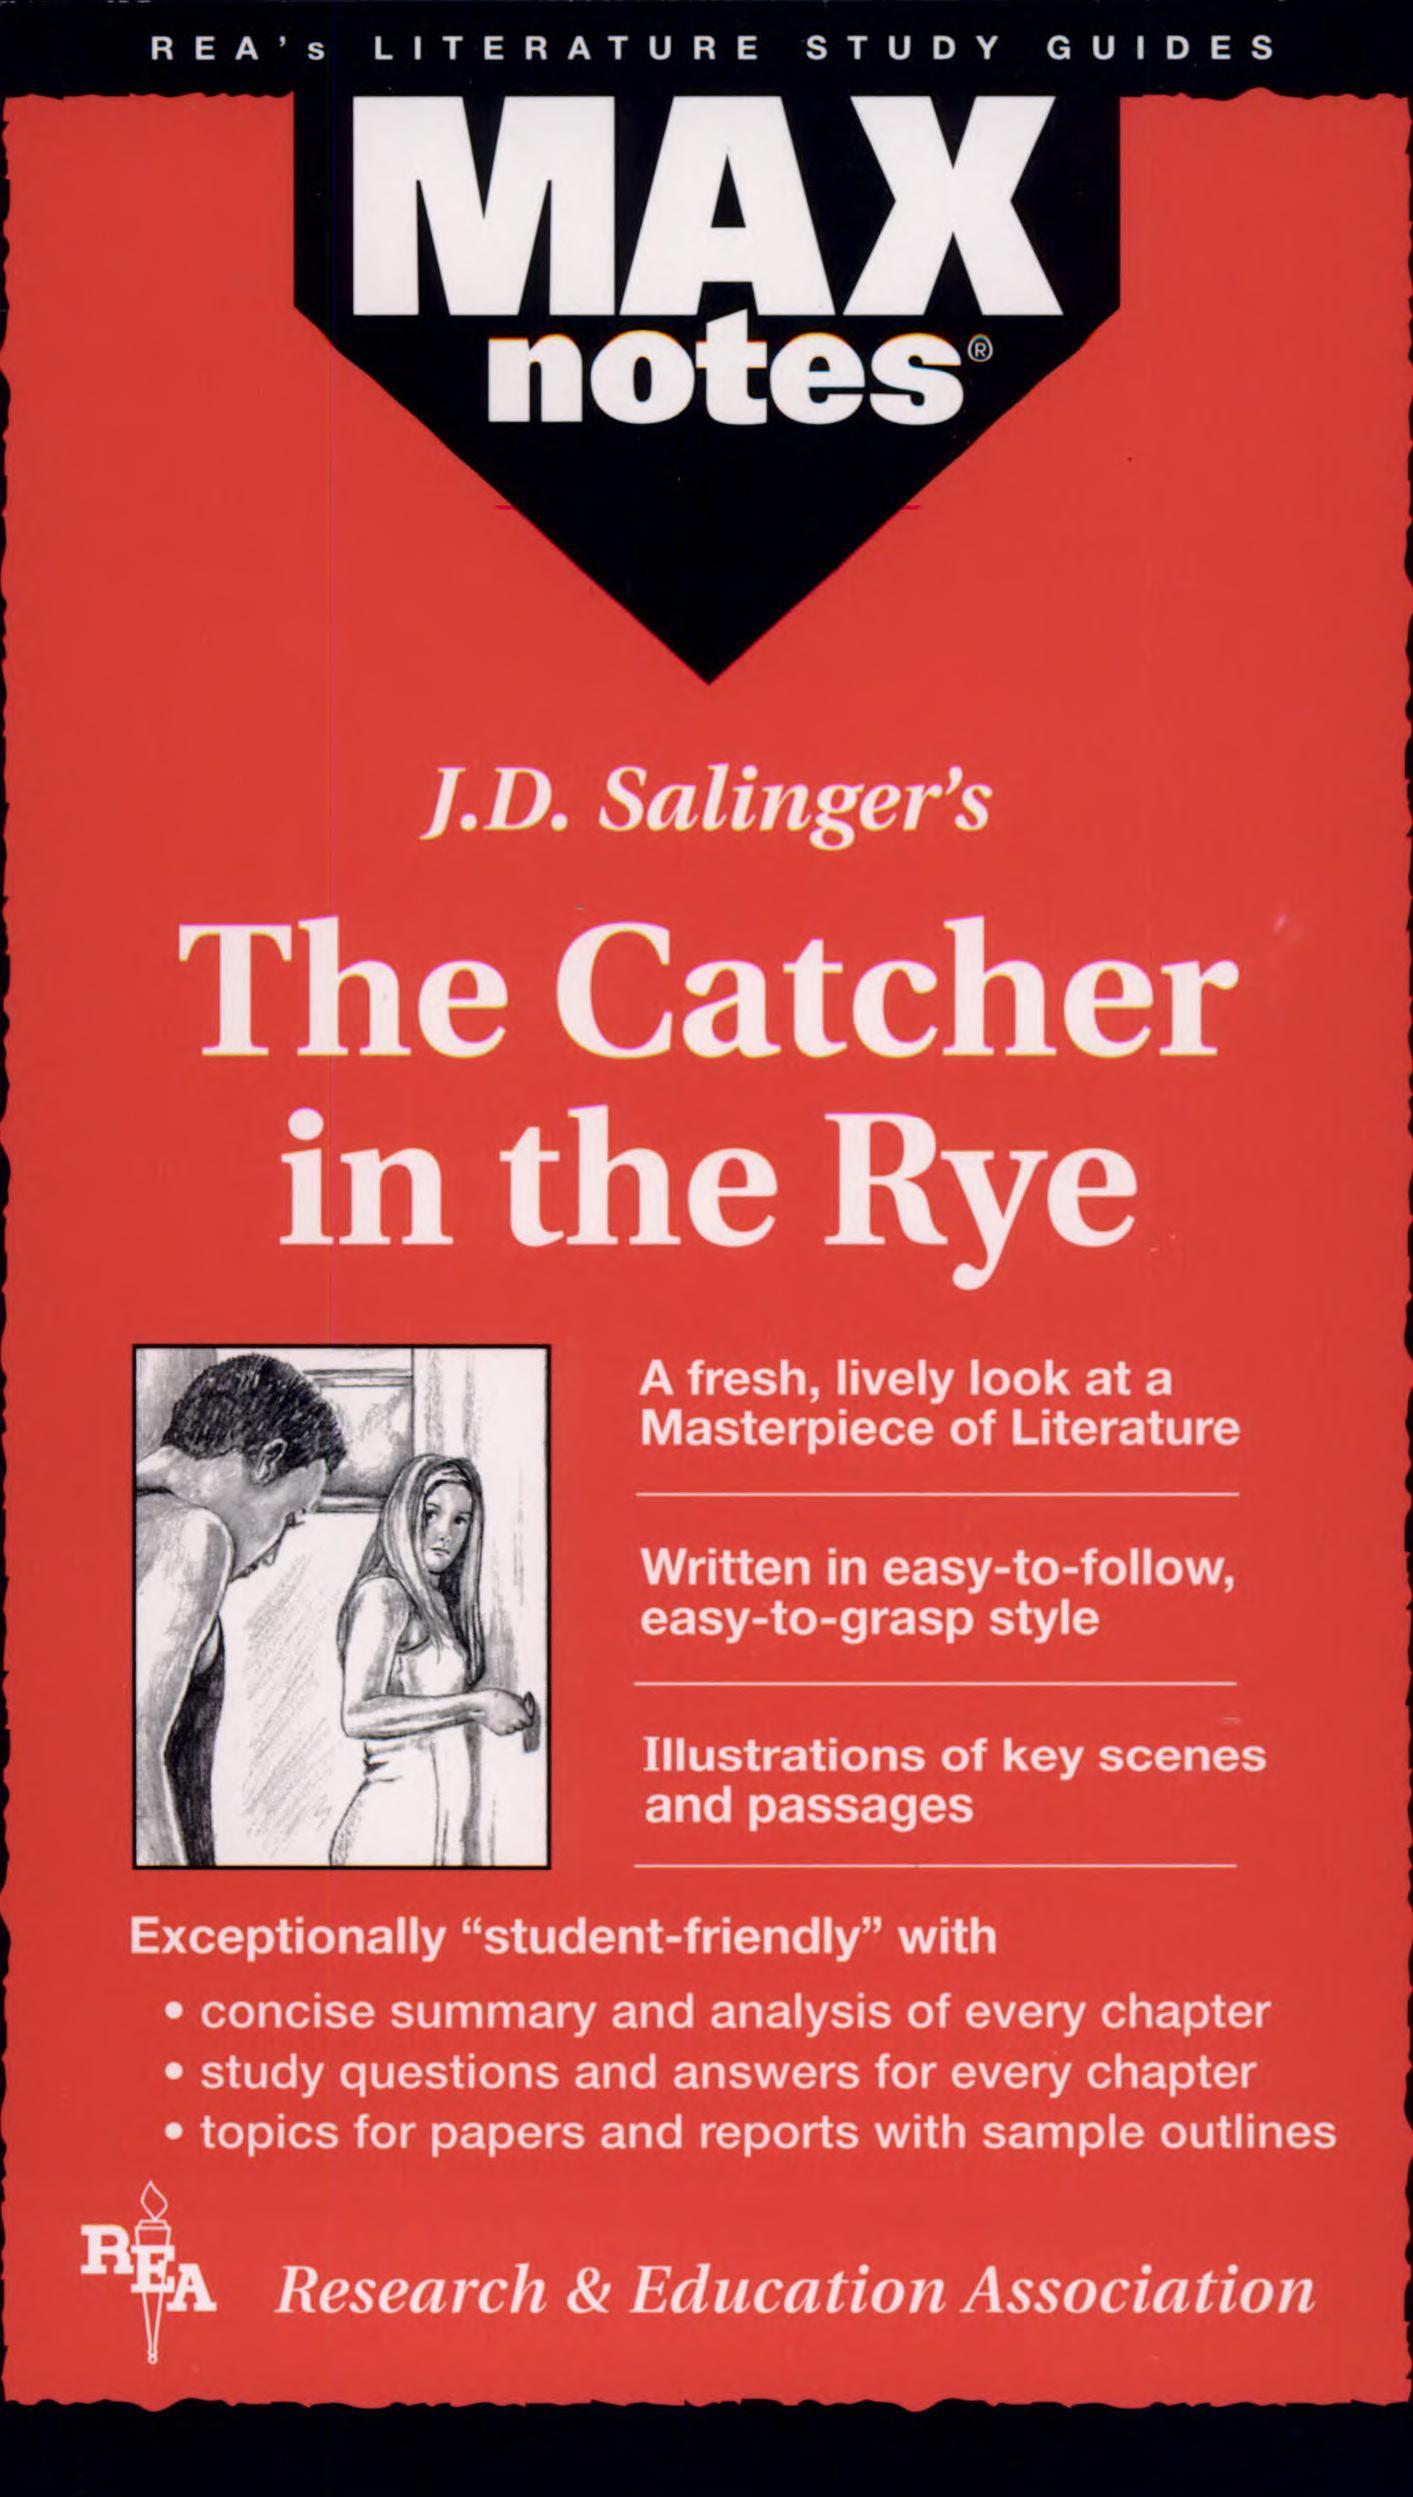 REA's LITERATURE STUDY GUIDES
MAX
notes®
J.D. Salinger's
The Catcher
in the Rye
A fresh, lively look at a
Masterpiece of Literature
Written in easy-to-follow,
easy-to-grasp style
Illustrations of key scenes
and passages
Exceptionally “student-friendly” with
• concise summary and analysis of every chapter
• study questions and answers for every chapter
• topics for papers and reports with sample outlines
REA
Research & Education Association